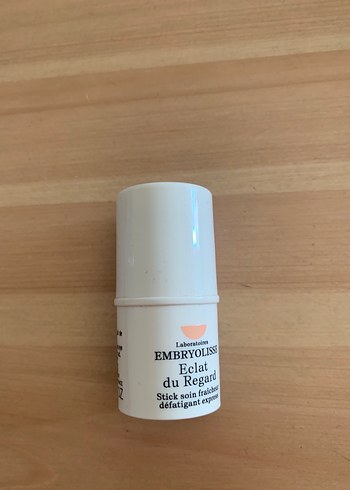 Laboratoires
EMBRYOLISSE
Eclat
du Regard
Stick soin fraîcheur
défatigant express